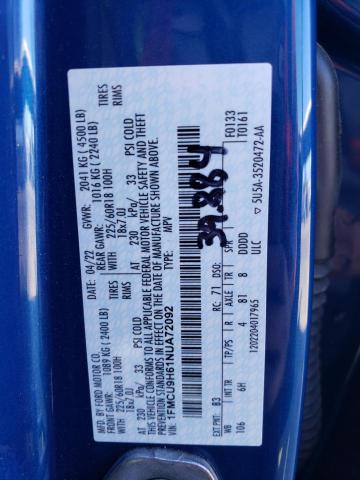 MFD. BY FORD MOTOR CO.
DATE: 04/22 GVWR: 2041 KG ( 4500 LB)
FRONT GAWR: 1089 KG ( 2400 LB) REAR GAWR: 1016 KG ( 2240 LB)
WITH 225/60R18 100H TIRES WITH 225/60R18 100H TIRES
18x7.0J RIMS 18x7.0J RIMS
AT 230 kPa/ 33 PSI COLD AT 230 kPa/ 33 PSI COLD
THIS VEHICLE CONFORMS TO ALL APPLICABLE FEDERAL MOTOR VEHICLE SAFETY AND THEFT
PREVENTION STANDARDS IN EFFECT ON THE DATE OF MANUFACTURE SHOWN ABOVE.
VIN: 1FMCU9H61NUA72092
TYPE: MPV
39884
F0133
T0161
EXT PNT: B3 RC: 71 DSO:
WB INT TR TP/PS R AXLE TR SPR
106 6H 4 81 8 DDDD
1202204017965 ULC
5U5A-3520472-AA